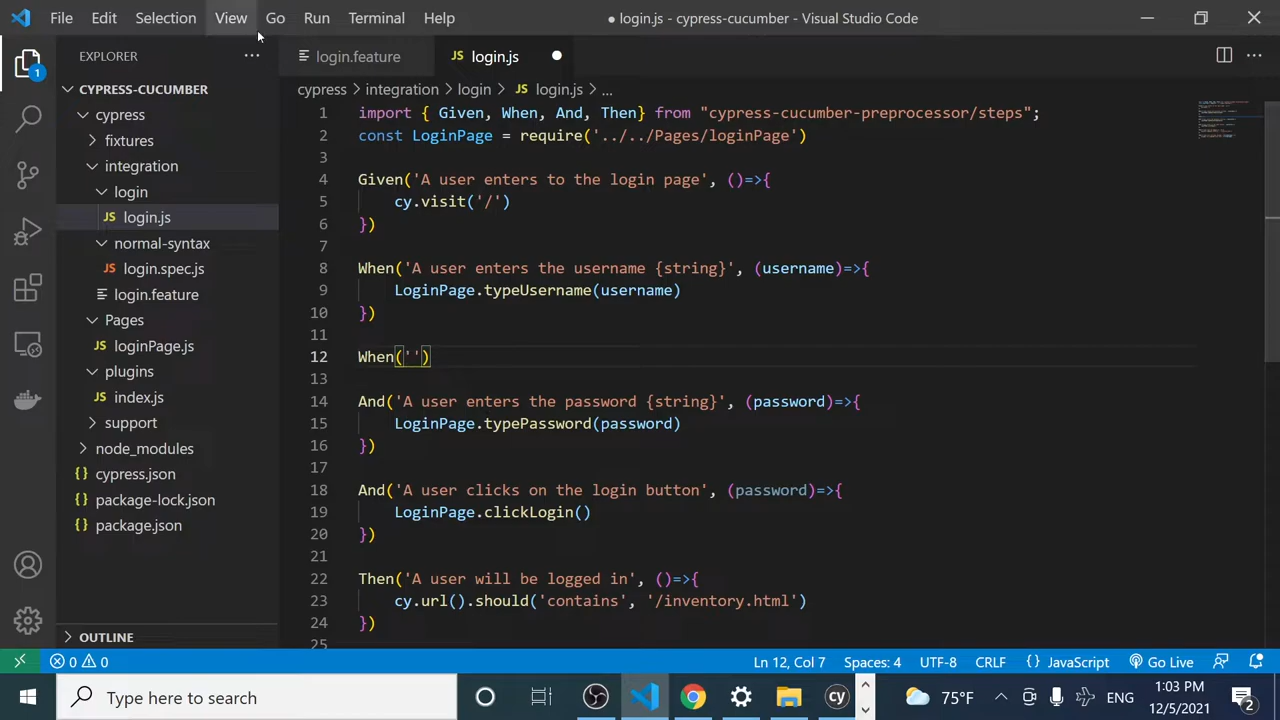 File Edit Selection View Go Run Terminal Help ● login.js - cypress-cucumber - Visual Studio Code
EXPLORER
login.feature
JS login.js
1
CYPRESS-CUCUMBER
cypress
fixtures
integration
login
JS login.js
normal-syntax
JS login.spec.js
login.feature
Pages
JS loginPage.js
plugins
JS index.js
support
node_modules
{} cypress.json
{} package-lock.json
{} package.json
OUTLINE
cypress > integration > login > JS login.js > ...
1 import { Given, When, And, Then} from "cypress-cucumber-preprocessor/steps";
2 const LoginPage = require('../../Pages/loginPage')
3
4 Given('A user enters to the login page', ()=>{
5 cy.visit('/')
6 })
7
8 When('A user enters the username {string}', (username)=>{
9 LoginPage.typeUsername(username)
10 })
11
12 When('')
13
14 And('A user enters the password {string}', (password)=>{
15 LoginPage.typePassword(password)
16 })
17
18 And('A user clicks on the login button', (password)=>{
19 LoginPage.clickLogin()
20 })
21
22 Then('A user will be logged in', ()=>{
23 cy.url().should('contains', '/inventory.html')
24 })
25
0 0 Ln 12, Col 7 Spaces: 4 UTF-8 CRLF {} JavaScript Go Live
Type here to search cy 75°F ENG 1:03 PM
12/5/2021 2